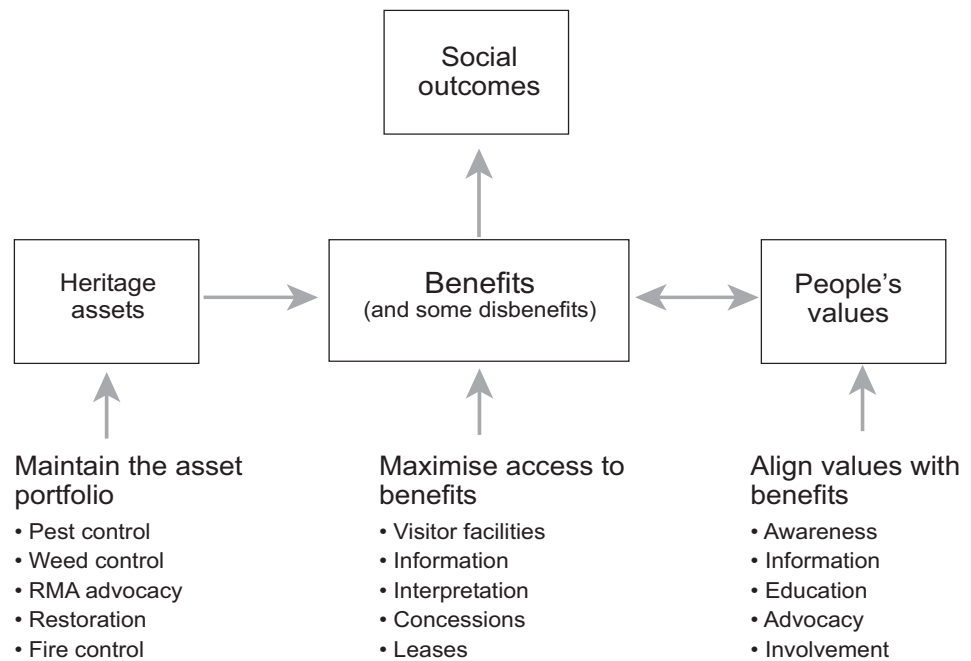 Social
outcomes
Heritage
assets
Benefits
(and some disbenefits)
People’s
values
Maintain the asset
portfolio
• Pest control
• Weed control
• RMA advocacy
• Restoration
• Fire control
Maximise access to
benefits
• Visitor facilities
• Information
• Interpretation
• Concessions
• Leases
Align values with
benefits
• Awareness
• Information
• Education
• Advocacy
• Involvement